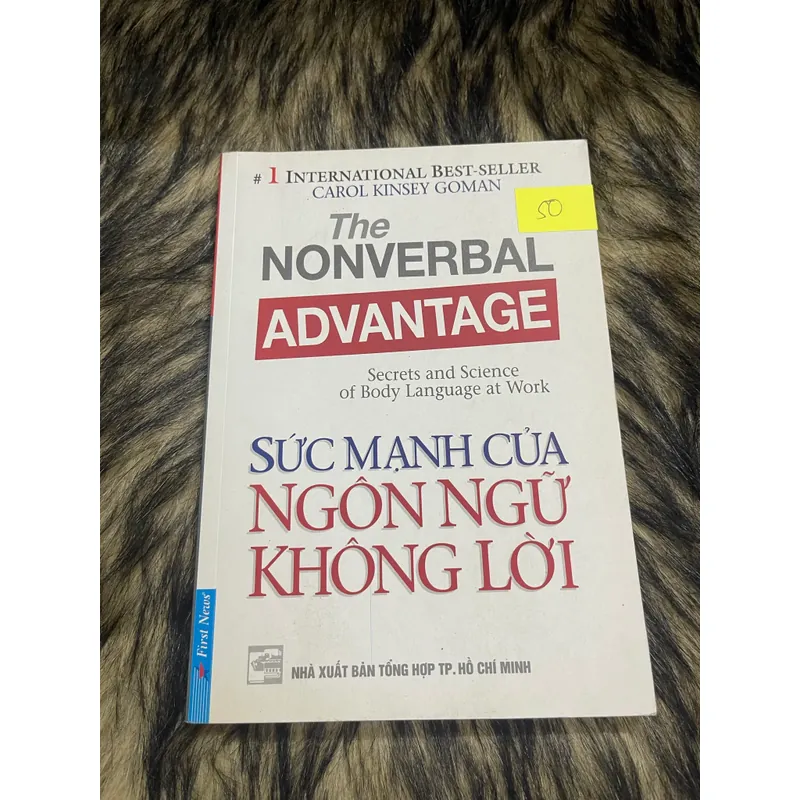 # 1 INTERNATIONAL BEST-SELLER
CAROL KINSEY GOMAN
50
The
NONVERBAL
ADVANTAGE
Secrets and Science
of Body Language at Work
SỨC MẠNH CỦA
NGÔN NGỮ
KHÔNG LỜI
First News
NHÀ XUẤT BẢN TỔNG HỢP TP. HỒ CHÍ MINH